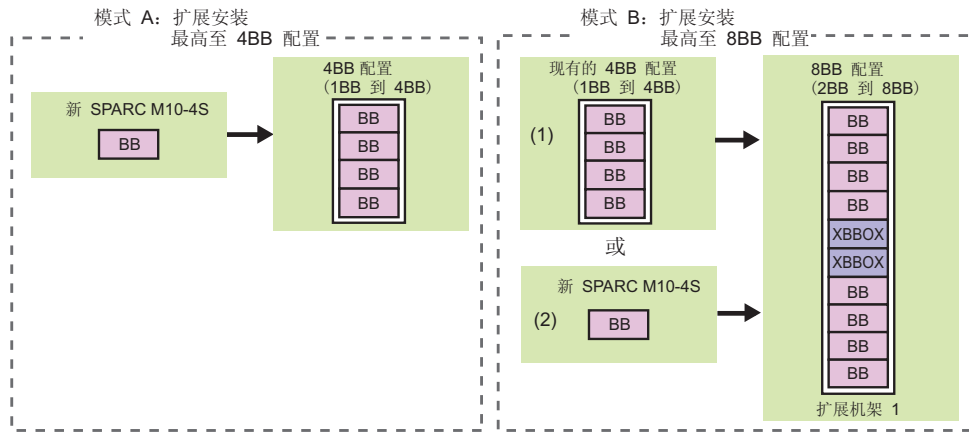 模式 A：扩展安装
最高至 4BB 配置
新 SPARC M10-4S
BB
4BB 配置
（1BB 到 4BB）
BB
BB
BB
BB
模式 B：扩展安装
最高至 8BB 配置
现有的 4BB 配置
（1BB 到 4BB）
(1)
BB
BB
BB
BB
或
新 SPARC M10-4S
(2)
BB
8BB 配置
（2BB 到 8BB）
BB
BB
BB
BB
XBBOX
XBBOX
BB
BB
BB
BB
扩展机架 1